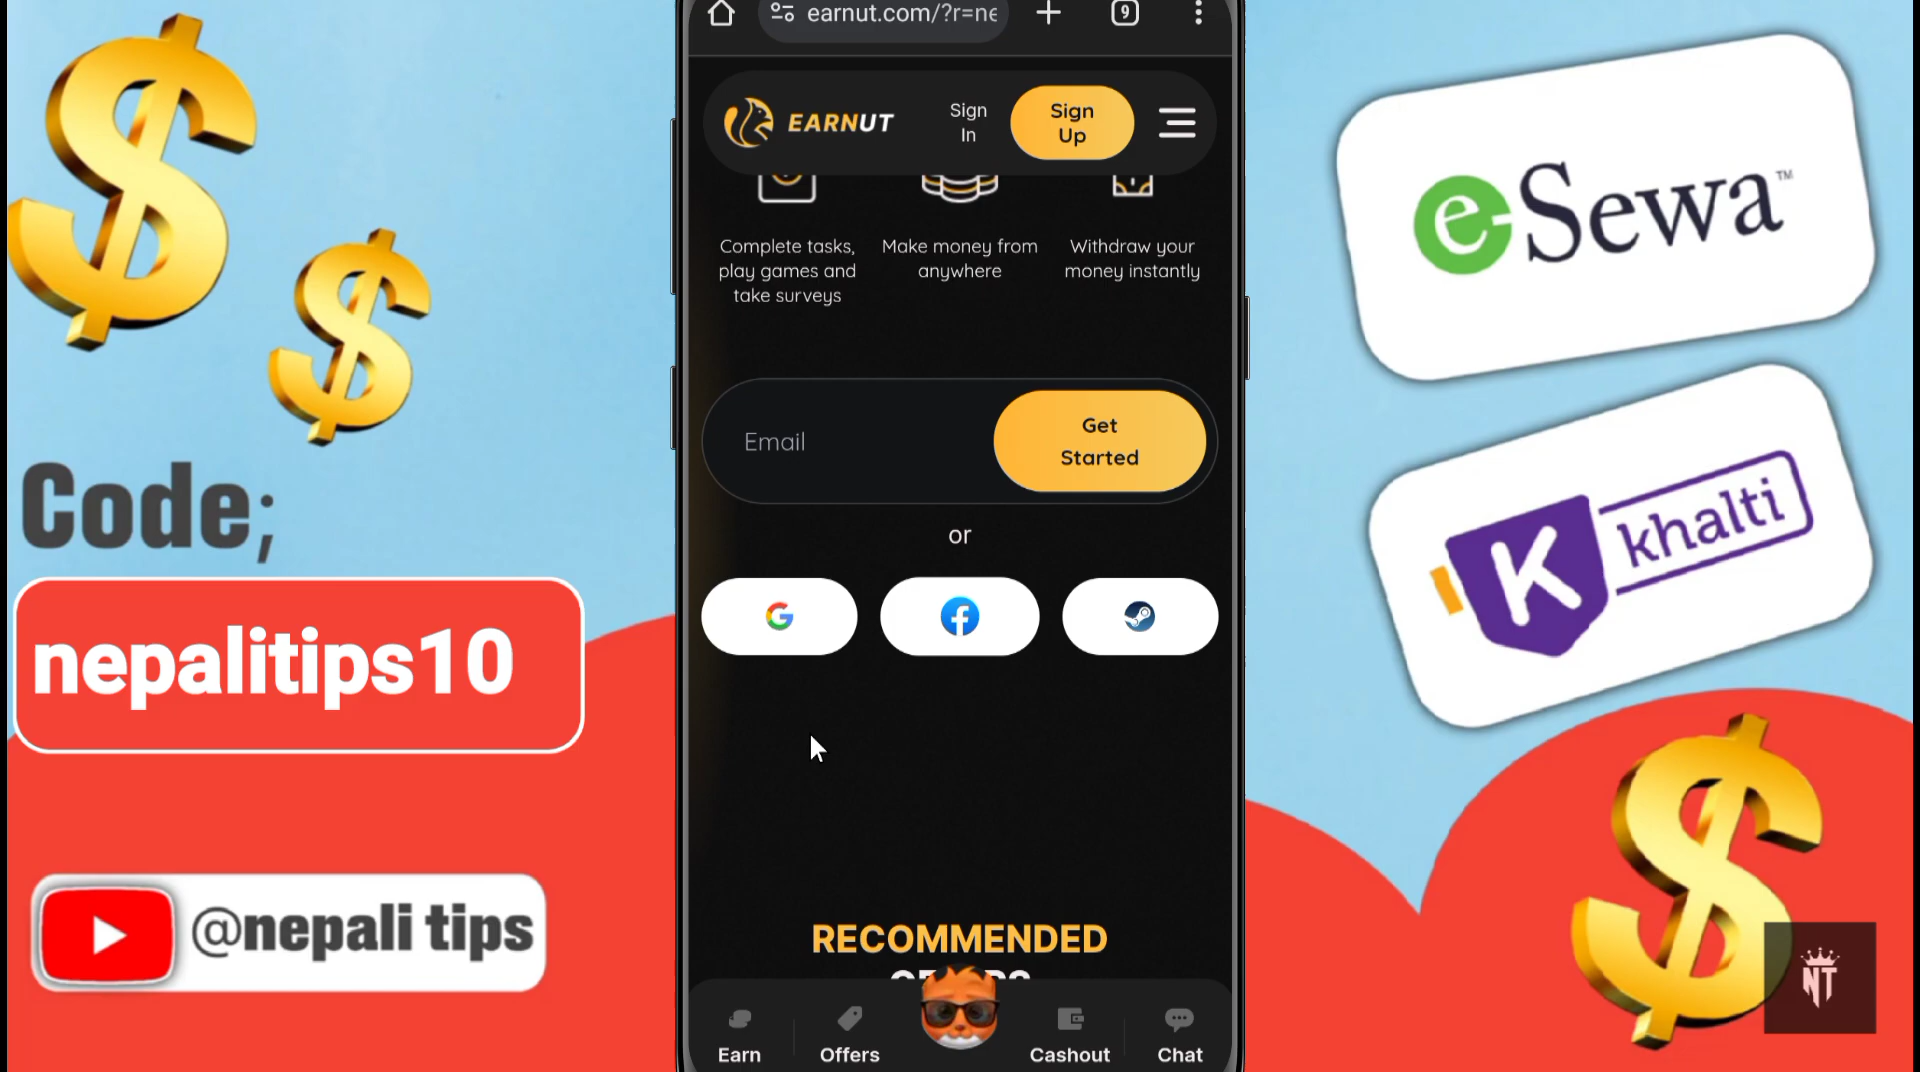 earnut.com/?r=ne
9
EARNUT
Sign In
Sign Up
Complete tasks, play games and take surveys
Make money from anywhere
Withdraw your money instantly
Email
Get Started
or
RECOMMENDED
Earn
Offers
Cashout
Chat
Code;
nepalitips10
@nepali tips
e-Sewa™
K khalti
NT